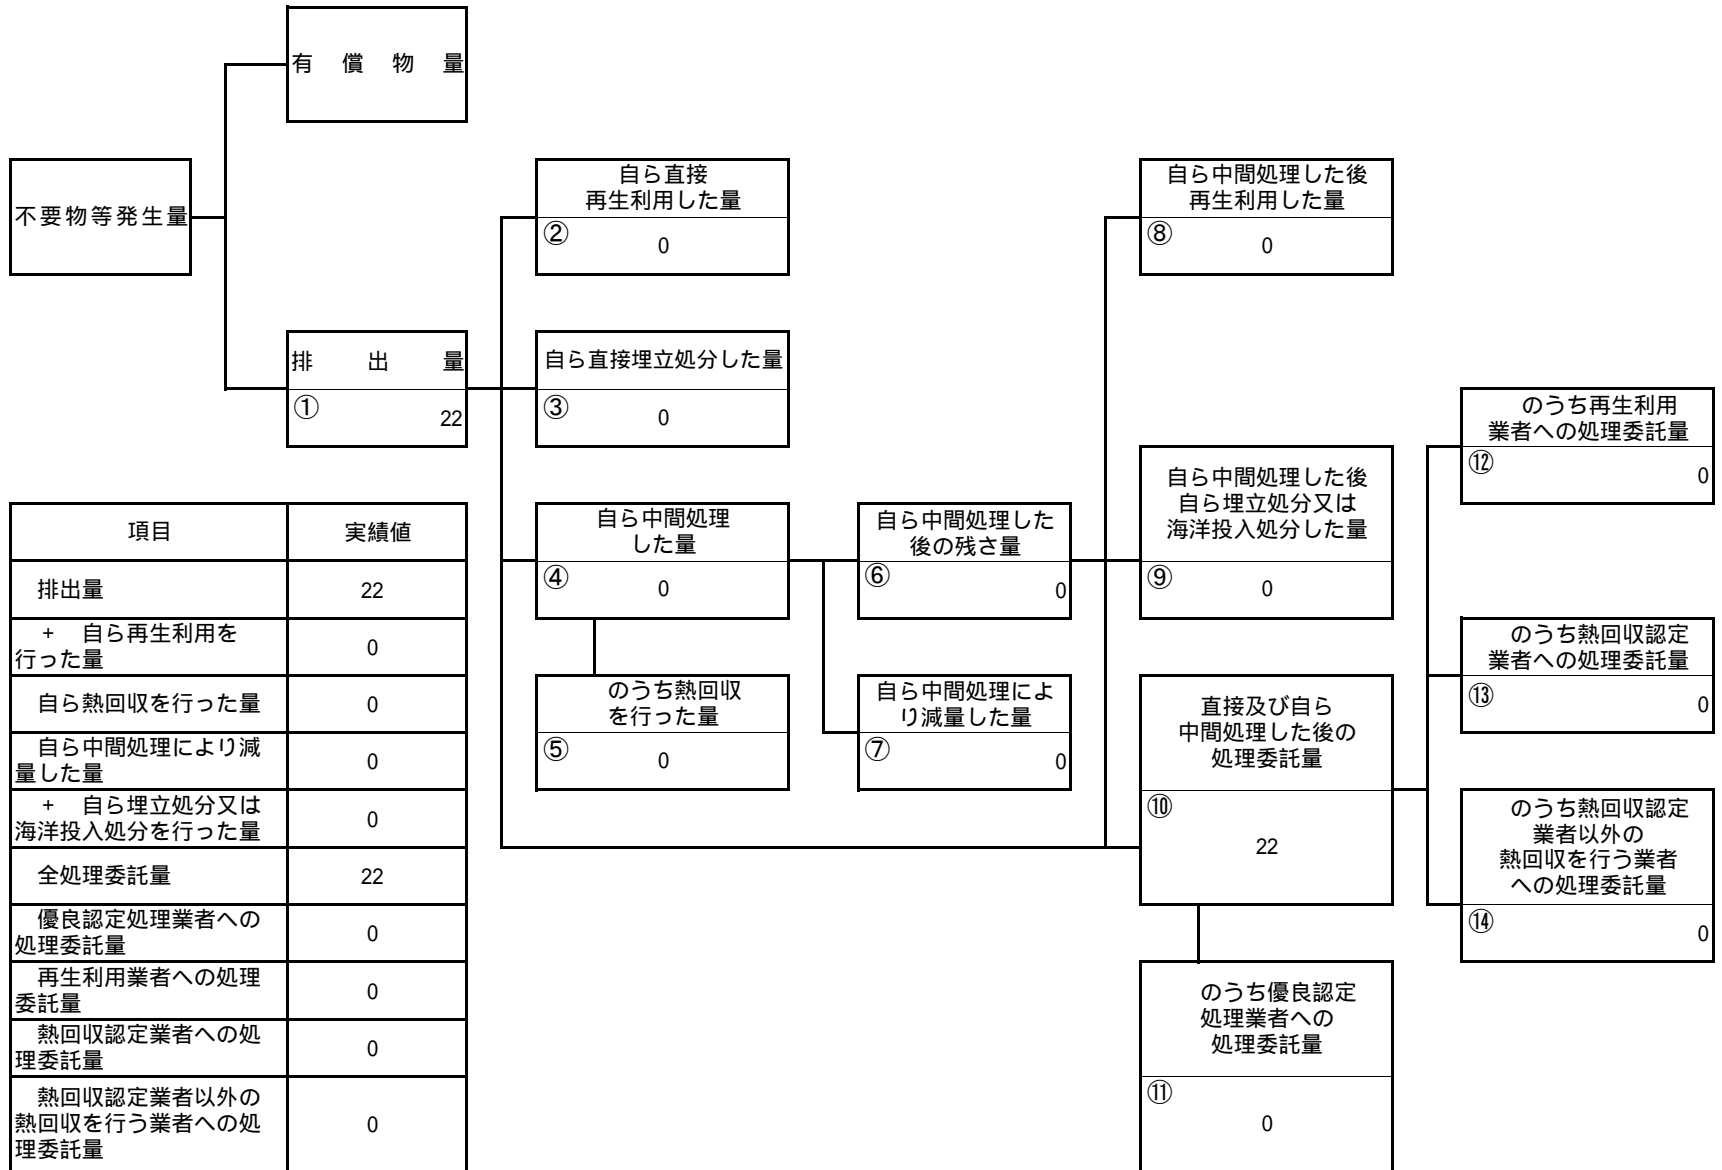 有償物量
不要物等発生量
排出量
①
22
自ら直接
再生利用した量
②
0
自ら直接埋立処分した量
③
0
自ら中間処理
した量
④
0
のうち熱回収
を行った量
⑤
0
自ら中間処理した
後の残さ量
⑥
0
自ら中間処理によ
り減量した量
⑦
0
自ら中間処理した後
再生利用した量
⑧
0
自ら中間処理した後
自ら埋立処分又は
海洋投入処分した量
⑨
0
直接及び自ら
中間処理した後の
処理委託量
⑩
22
のうち優良認定
処理業者への
処理委託量
⑪
0
のうち再生利用
業者への処理委託量
⑫
0
のうち熱回収認定
業者への処理委託量
⑬
0
のうち熱回収認定
業者以外の
熱回収を行う業者
への処理委託量
⑭
0
項目 実績値
排出量 22
+ 自ら再生利用を
行った量
0
自ら熱回収を行った量 0
自ら中間処理により減
量した量
0
+ 自ら埋立処分又は
海洋投入処分を行った量
0
全処理委託量 22
優良認定処理業者への
処理委託量
0
再生利用業者への処理
委託量
0
熱回収認定業者への処
理委託量
0
熱回収認定業者以外の
熱回収を行う業者への処
理委託量
0